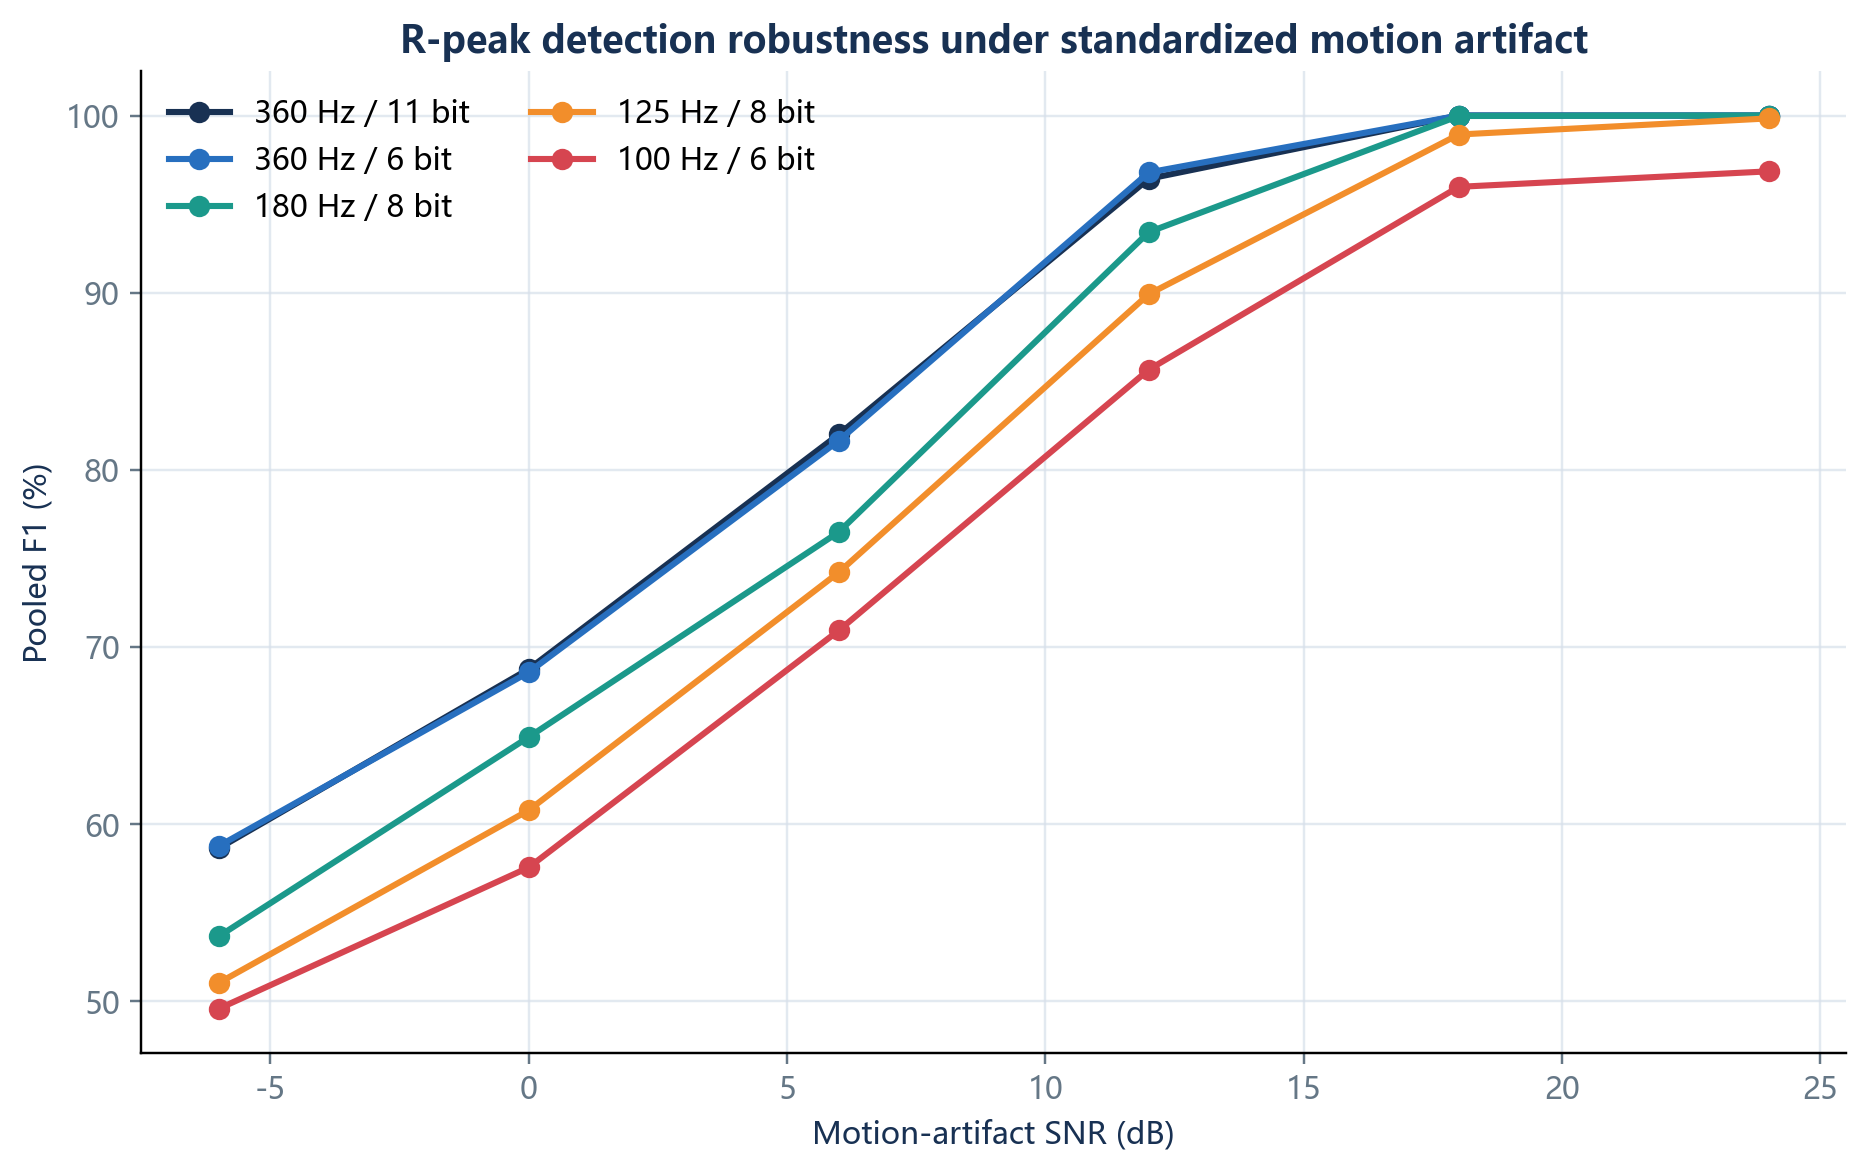 R-peak detection robustness under standardized motion artifact
360 Hz / 11 bit
360 Hz / 6 bit
180 Hz / 8 bit
125 Hz / 8 bit
100 Hz / 6 bit
100
90
80
70
60
50
Pooled F1 (%)
-5 0 5 10 15 20 25
Motion-artifact SNR (dB)